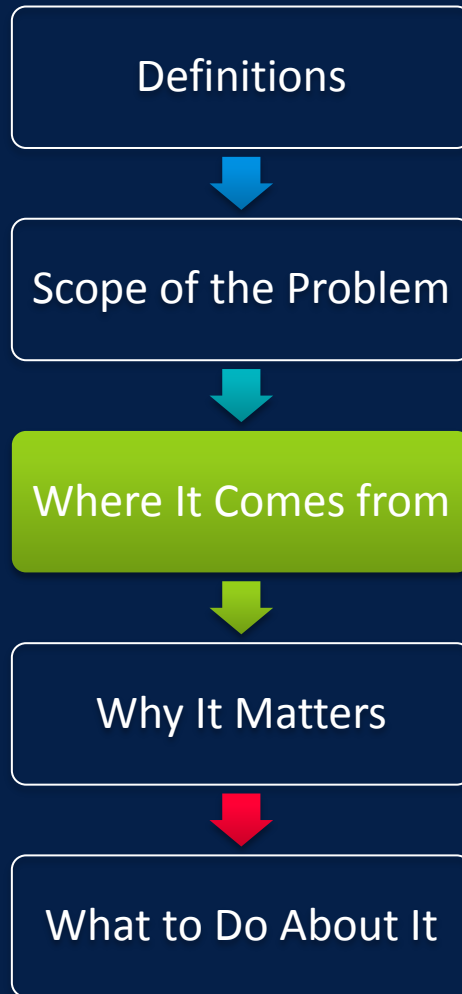 Definitions
Scope of the Problem
Where It Comes from
Why It Matters
What to Do About It